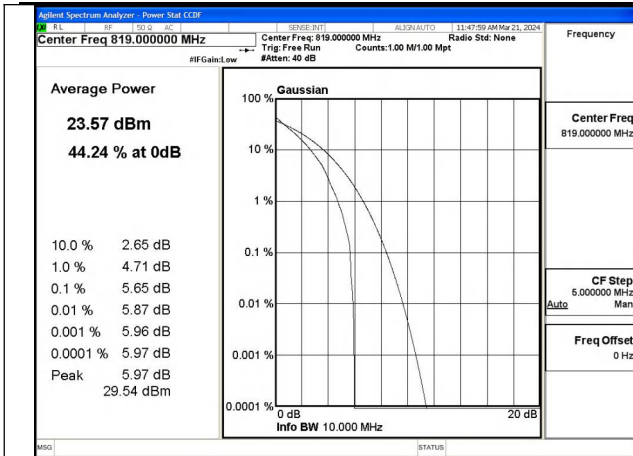 Agilent Spectrum Analyzer - Power Stat CCDF
RL RF 50 Ω AC SENSE:INT ALIGN AUTO 11:47:59 AM Mar 21, 2024
Center Freq 819.000000 MHz
Center Freq: 819.000000 MHz Radio Std: None
Trig: Free Run Counts:1.00 M/1.00 Mpt
#IFGain:Low #Atten: 40 dB
Frequency
Average Power
23.57 dBm
44.24 % at 0dB
10.0 % 2.65 dB
1.0 % 4.71 dB
0.1 % 5.65 dB
0.01 % 5.87 dB
0.001 % 5.96 dB
0.0001 % 5.97 dB
Peak 5.97 dB
29.54 dBm
Gaussian
100 %
10 %
1 %
0.1 %
0.01 %
0.001 %
0.0001 %
0 dB 20 dB
Info BW 10.000 MHz
Center Freq
819.000000 MHz
CF Step
5.000000 MHz
Auto Man
Freq Offset
0 Hz
MSG STATUS